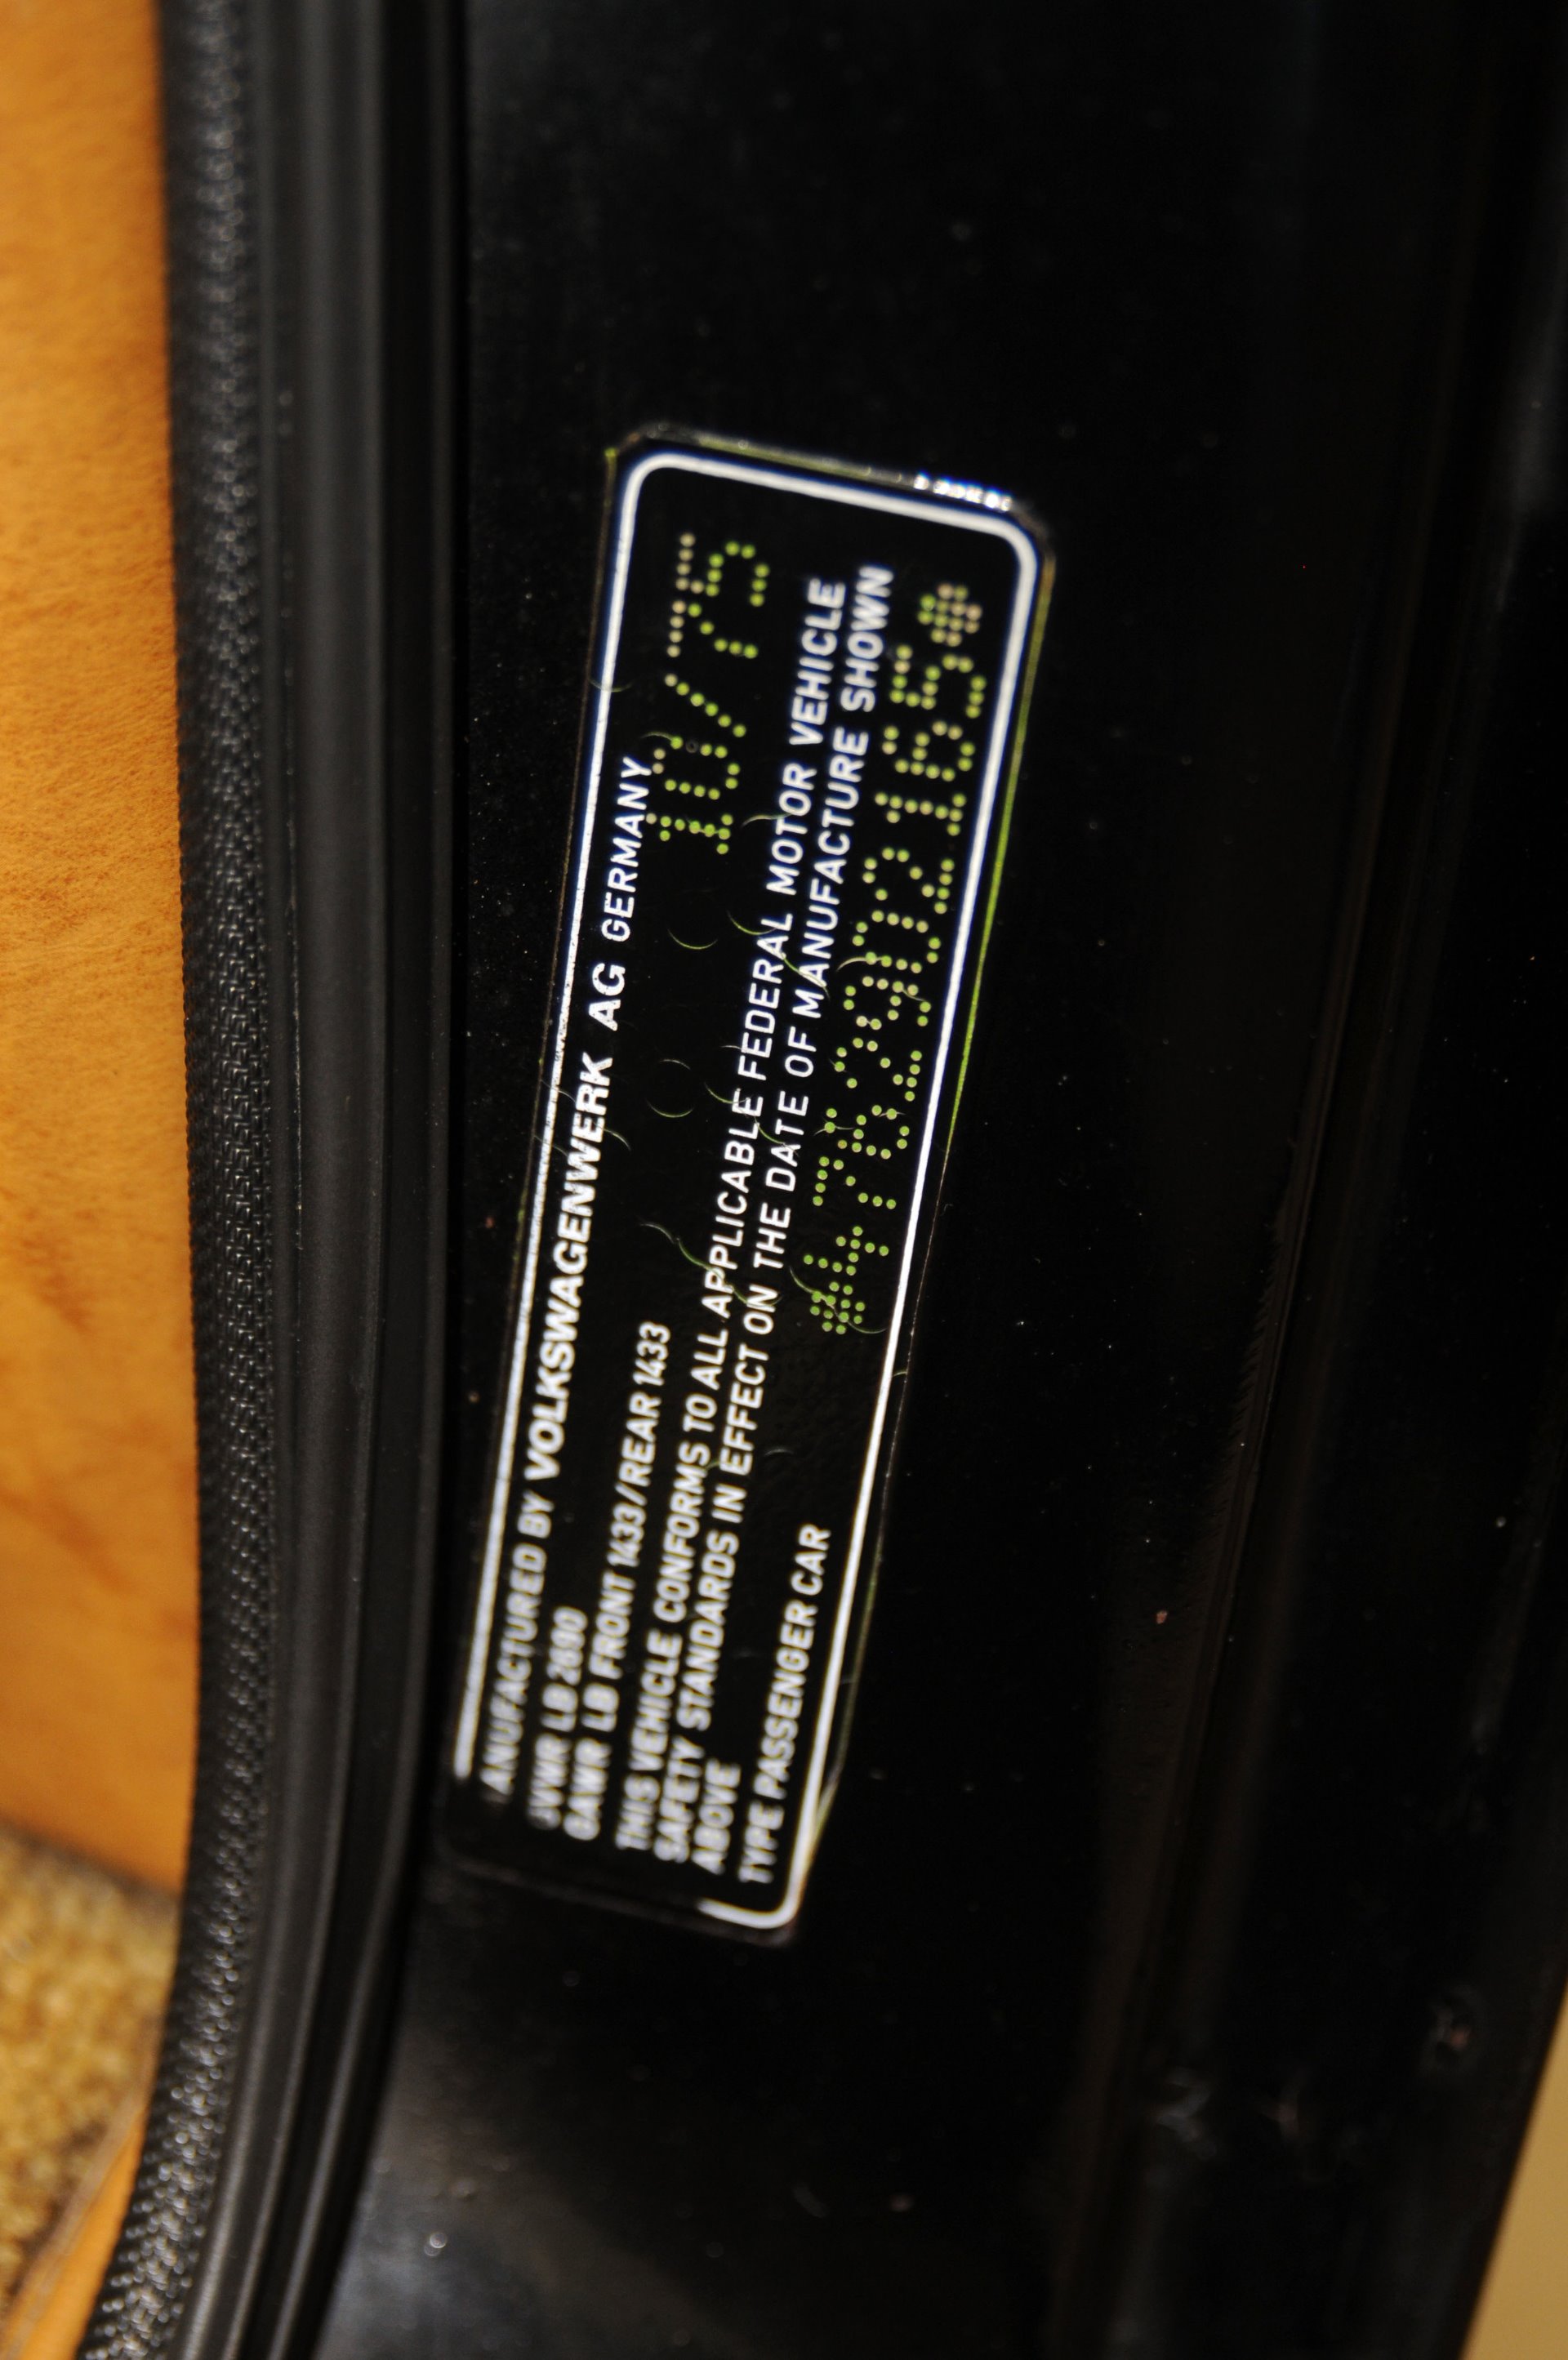 MANUFACTURED BY VOLKSWAGENWERK AG GERMANY
GVWR LB 2690 10/75
GAWR LB FRONT 1433/REAR 1433
THIS VEHICLE CONFORMS TO ALL APPLICABLE FEDERAL MOTOR VEHICLE
SAFETY STANDARDS IN EFFECT ON THE DATE OF MANUFACTURE SHOWN
ABOVE
TYPE PASSENGER CAR 4762902165